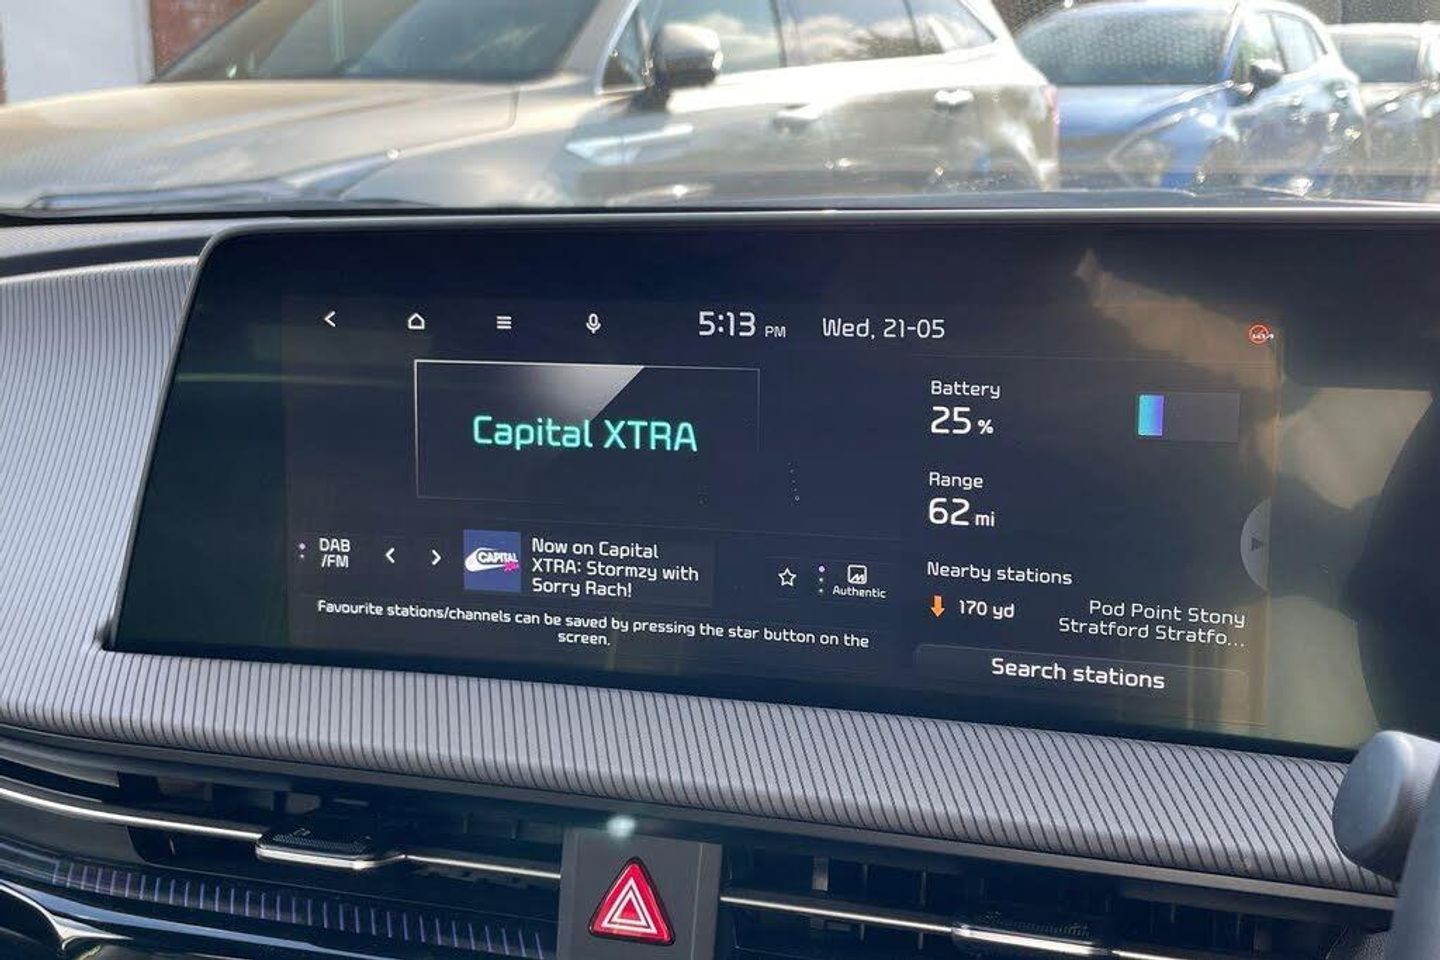 5:13 PM
Wed, 21-05
Capital XTRA
DAB
/FM
CAPITAL
Now on Capital
XTRA: Stormzy with
Sorry Rach!
Authentic
Favourite stations/channels can be saved by pressing the star button on the
screen.
Battery
25 %
Range
62 mi
Nearby stations
170 yd
Pod Point Stony
Stratford Stratfo...
Search stations